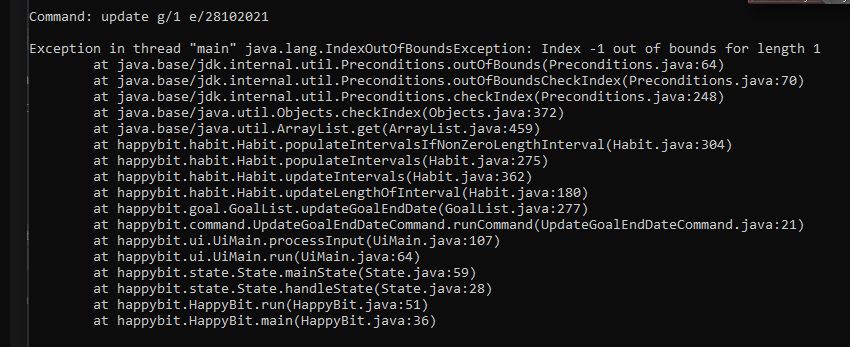 Command: update g/1 e/28102021
Exception in thread "main" java.lang.IndexOutOfBoundsException: Index -1 out of bounds for length 1
at java.base/jdk.internal.util.Preconditions.outOfBounds(Preconditions.java:64)
at java.base/jdk.internal.util.Preconditions.outOfBoundsCheckIndex(Preconditions.java:70)
at java.base/jdk.internal.util.Preconditions.checkIndex(Preconditions.java:248)
at java.base/java.util.Objects.checkIndex(Objects.java:372)
at java.base/java.util.ArrayList.get(ArrayList.java:459)
at happybit.habit.Habit.populateIntervalsIfNonZeroLengthInterval(Habit.java:304)
at happybit.habit.Habit.populateIntervals(Habit.java:275)
at happybit.habit.Habit.updateIntervals(Habit.java:362)
at happybit.habit.Habit.updateLengthOfInterval(Habit.java:180)
at happybit.goal.GoalList.updateGoalEndDate(GoalList.java:277)
at happybit.command.UpdateGoalEndDateCommand.runCommand(UpdateGoalEndDateCommand.java:21)
at happybit.ui.UiMain.processInput(UiMain.java:107)
at happybit.ui.UiMain.run(UiMain.java:64)
at happybit.state.State.mainState(State.java:59)
at happybit.state.State.handleState(State.java:28)
at happybit.HappyBit.run(HappyBit.java:51)
at happybit.HappyBit.main(HappyBit.java:36)